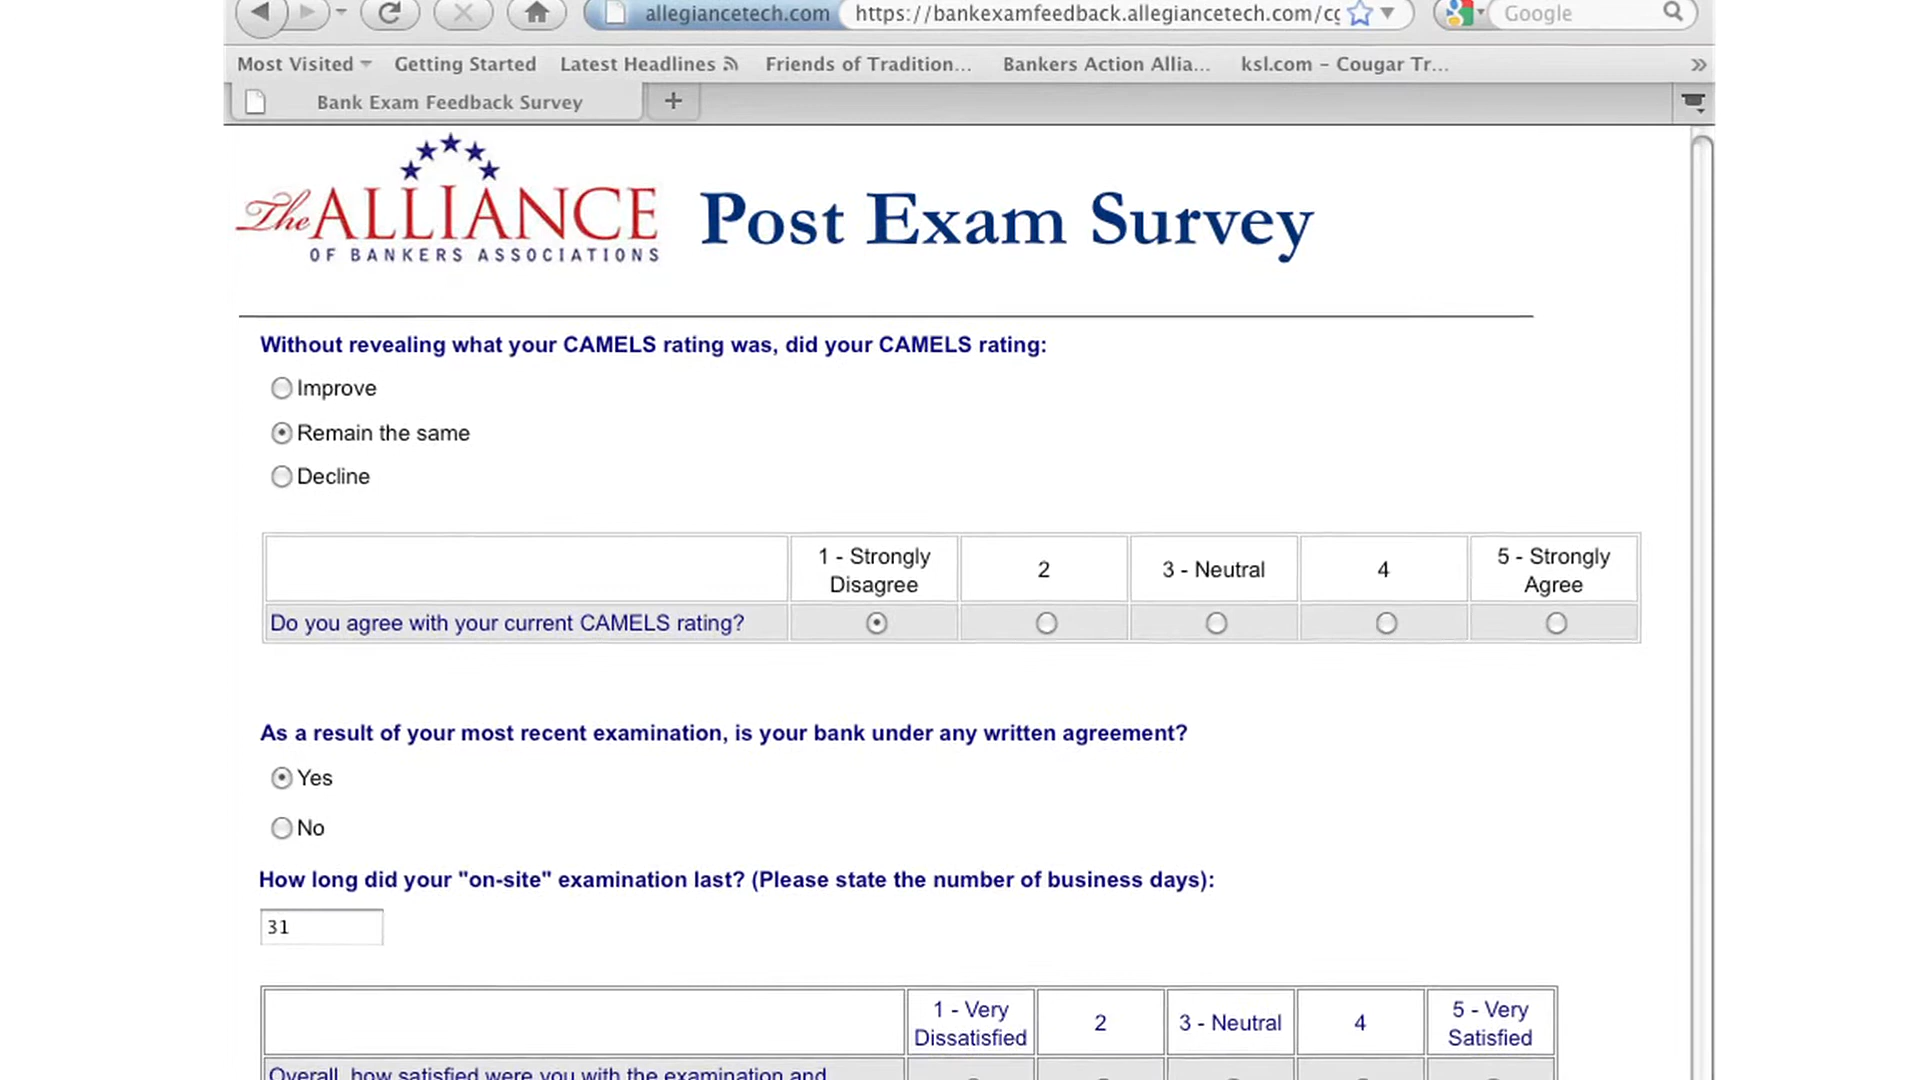 allegiancetech.com https://bankexamfeedback.allegiancetech.com/cg Google
Most Visited Getting Started Latest Headlines Friends of Tradition... Bankers Action Allia... ksl.com – Cougar Tr... »
Bank Exam Feedback Survey +
The ALLIANCE
OF BANKERS ASSOCIATIONS
Post Exam Survey
Without revealing what your CAMELS rating was, did your CAMELS rating:
Improve
Remain the same
Decline
1 - Strongly Disagree 2 3 - Neutral 4 5 - Strongly Agree
Do you agree with your current CAMELS rating?
As a result of your most recent examination, is your bank under any written agreement?
Yes
No
How long did your "on-site" examination last? (Please state the number of business days):
31
1 - Very Dissatisfied 2 3 - Neutral 4 5 - Very Satisfied
Overall, how satisfied were you with the examination and